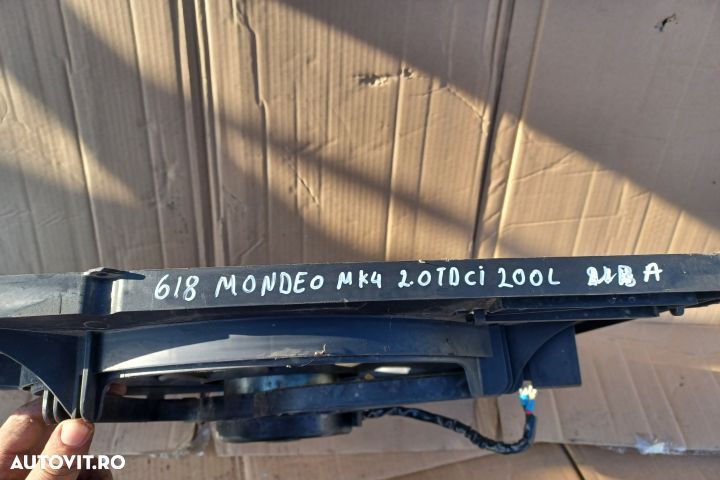 618 MONDEO MK4 2.0TDCi 200L A
AUTOVIT.RO